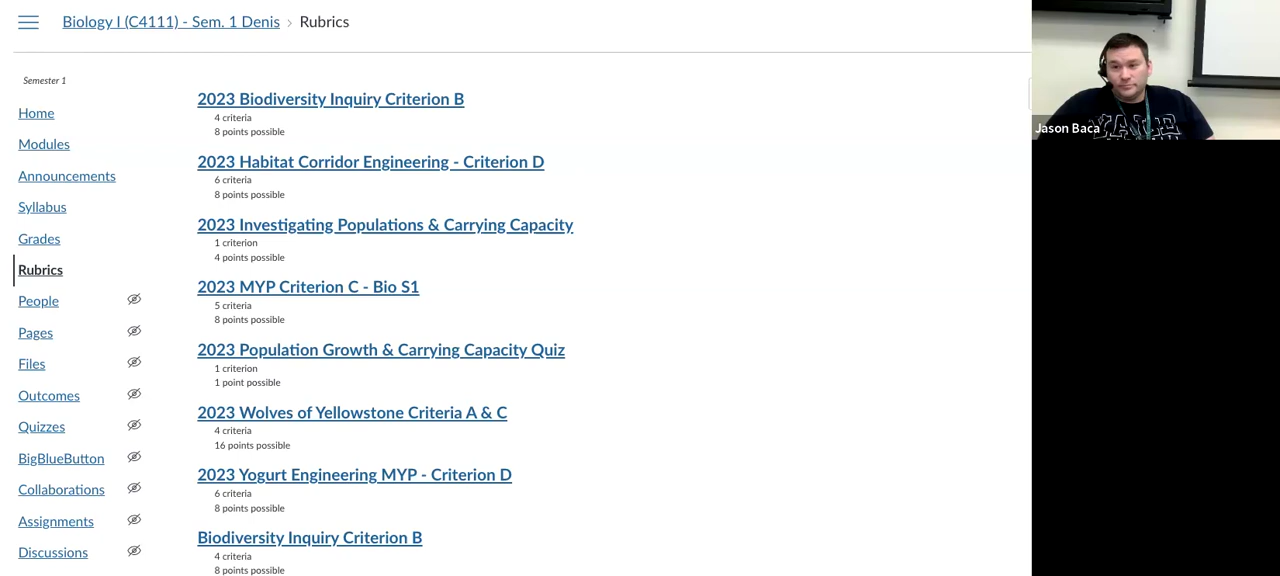 Biology I (C4111) - Sem. 1 Denis > Rubrics
Semester 1
Home
Modules
Announcements
Syllabus
Grades
Rubrics
People
Pages
Files
Outcomes
Quizzes
BigBlueButton
Collaborations
Assignments
Discussions
2023 Biodiversity Inquiry Criterion B
4 criteria
8 points possible
2023 Habitat Corridor Engineering - Criterion D
6 criteria
8 points possible
2023 Investigating Populations & Carrying Capacity
1 criterion
4 points possible
2023 MYP Criterion C - Bio S1
5 criteria
8 points possible
2023 Population Growth & Carrying Capacity Quiz
1 criterion
1 point possible
2023 Wolves of Yellowstone Criteria A & C
4 criteria
16 points possible
2023 Yogurt Engineering MYP - Criterion D
6 criteria
8 points possible
Biodiversity Inquiry Criterion B
4 criteria
8 points possible
YALE
Jason Baca